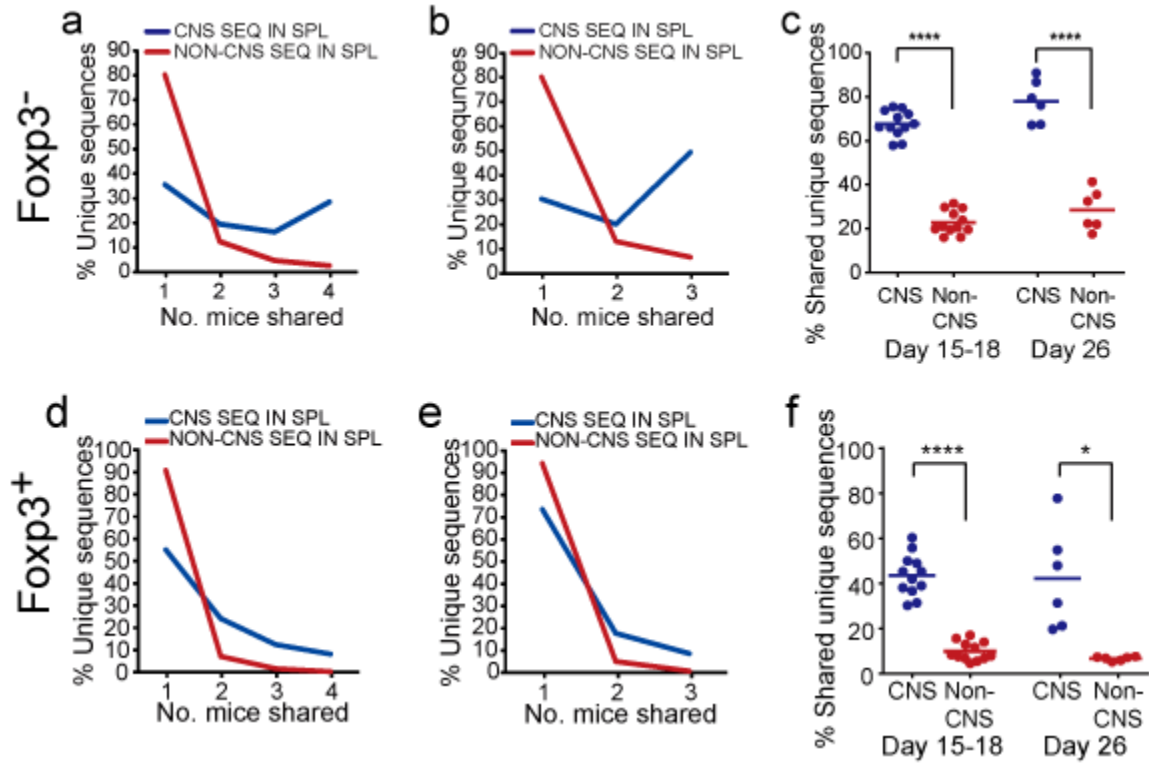 a
CNS SEQ IN SPL
NON-CNS SEQ IN SPL
90
80
70
60
50
40
30
20
10
0
% Unique sequences
1 2 3 4
No. mice shared
b
CNS SEQ IN SPL
NON-CNS SEQ IN SPL
90
80
70
60
50
40
30
20
10
0
% Unique sequnces
1 2 3
No. mice shared
c
**** ****
100
80
60
40
20
0
% Shared unique sequences
CNS Non-CNS CNS Non-CNS
Day 15-18 Day 26
Foxp3-
d
CNS SEQ IN SPL
NON-CNS SEQ IN SPL
100
90
80
70
60
50
40
30
20
10
0
% Unique sequences
1 2 3 4
No. mice shared
e
CNS SEQ IN SPL
NON-CNS SEQ IN SPL
100
90
80
70
60
50
40
30
20
10
0
% Unique sequences
1 2 3
No. mice shared
f
**** *
100
80
60
40
20
0
% Shared unique sequences
CNS Non-CNS CNS Non-CNS
Day 15-18 Day 26
Foxp3+